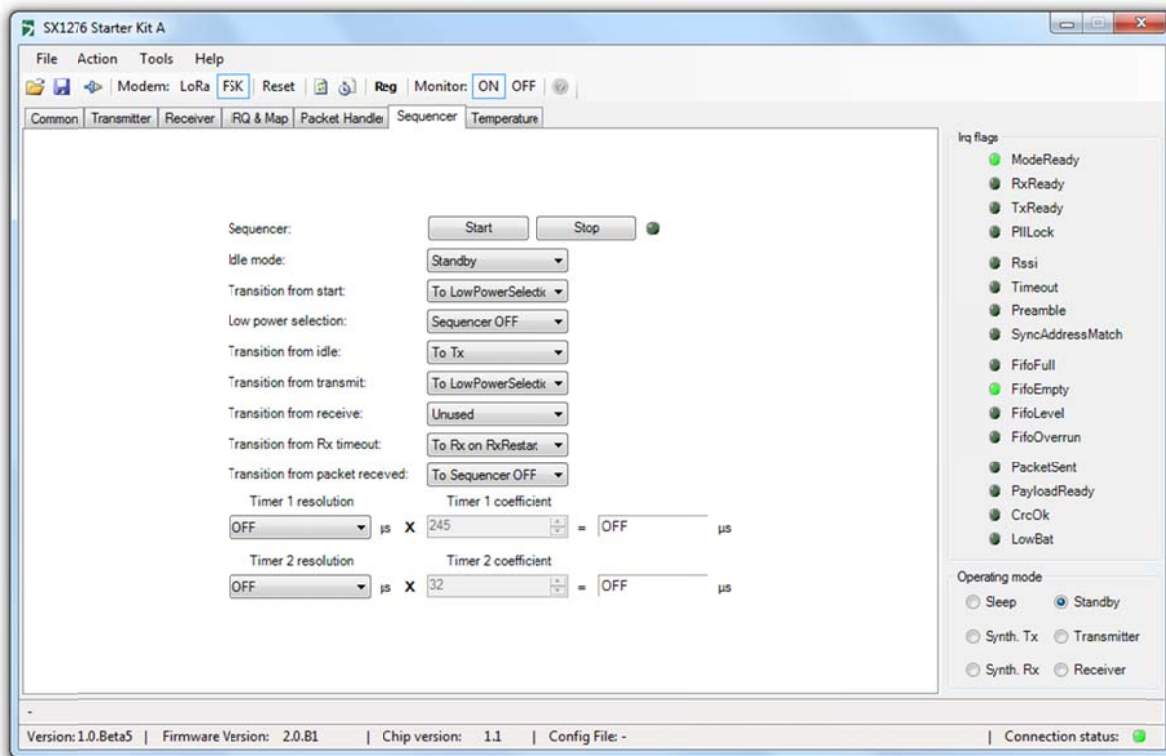 SX1276 Starter Kit A
File Action Tools Help
Modem: LoRa FSK Reset Reg Monitor: ON OFF
Common Transmitter Receiver IRQ & Map Packet Handler Sequencer Temperature
Sequencer: Start Stop
Idle mode: Standby
Transition from start: To LowPowerSelectic
Low power selection: Sequencer OFF
Transition from idle: To Tx
Transition from transmit: To LowPowerSelectic
Transition from receive: Unused
Transition from Rx timeout: To Rx on RxRestar.
Transition from packet receved: To Sequencer OFF
Timer 1 resolution Timer 1 coefficient
OFF µs X 245 = OFF µs
Timer 2 resolution Timer 2 coefficient
OFF µs X 32 = OFF µs
Irq flags
ModeReady
RxReady
TxReady
PllLock
Rssi
Timeout
Preamble
SyncAddressMatch
FifoFull
FifoEmpty
FifoLevel
FifoOverrun
PacketSent
PayloadReady
CrcOk
LowBat
Operating mode
Sleep Standby
Synth. Tx Transmitter
Synth. Rx Receiver
-
Version: 1.0.Beta5 | Firmware Version: 2.0.B1 | Chip version: 1.1 | Config File: - | Connection status: